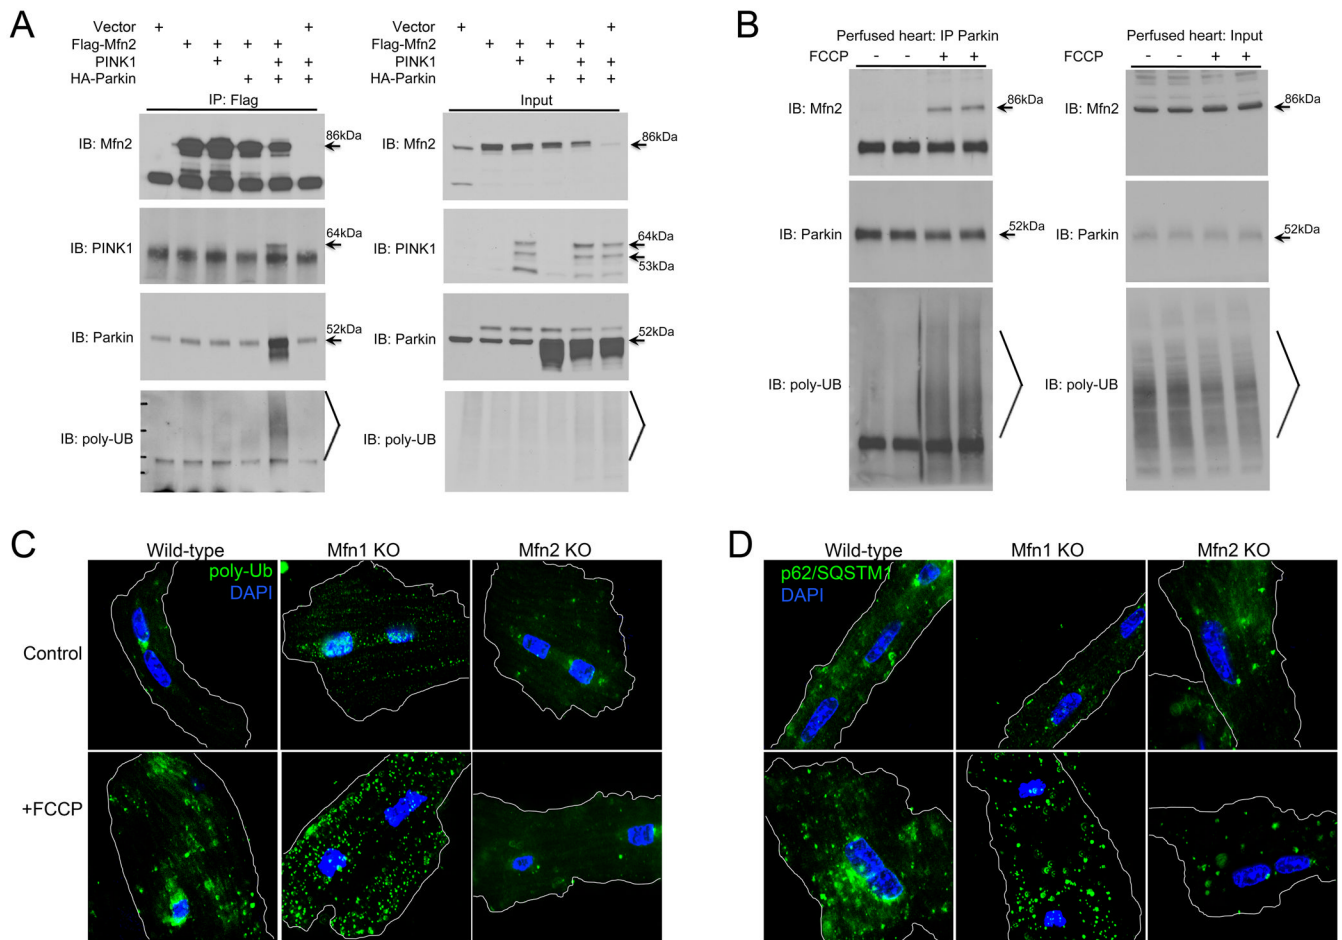 A
Vector + +
Flag-Mfn2 + + + +
PINK1 + + +
HA-Parkin + + +
IP: Flag
IB: Mfn2 86kDa
IB: PINK1 64kDa
IB: Parkin 52kDa
IB: poly-UB
Vector + +
Flag-Mfn2 + + + +
PINK1 + + +
HA-Parkin + + +
Input
IB: Mfn2 86kDa
IB: PINK1 64kDa
53kDa
IB: Parkin 52kDa
IB: poly-UB
B
Perfused heart: IP Parkin
FCCP - - + +
IB: Mfn2 86kDa
IB: Parkin 52kDa
IB: poly-UB
Perfused heart: Input
FCCP - - + +
IB: Mfn2 86kDa
IB: Parkin 52kDa
IB: poly-UB
C
Wild-type Mfn1 KO Mfn2 KO
poly-Ub
DAPI
Control
+FCCP
D
Wild-type Mfn1 KO Mfn2 KO
p62/SQSTM1
DAPI